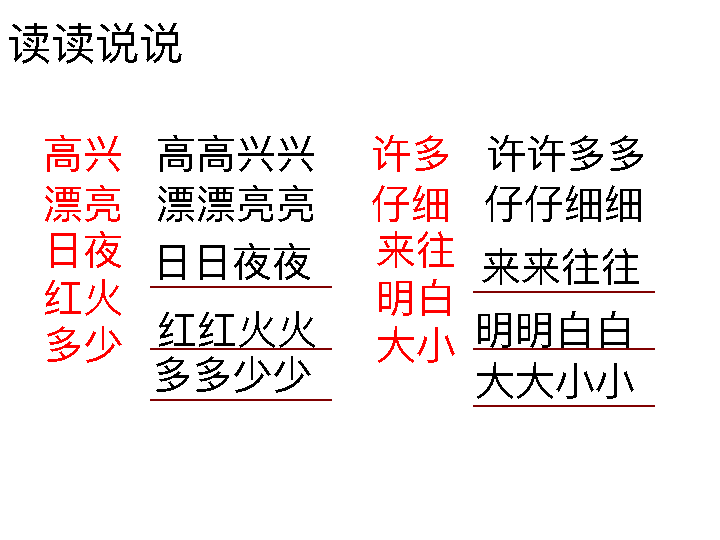 读读说说
高兴 高高兴兴 许多 许许多多
漂亮 漂漂亮亮 仔细 仔仔细细
日夜 日日夜夜 来往 来来往往
红火 红红火火 明白 明明白白
多少 多多少少 大小 大大小小